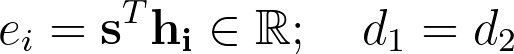 e_i = 𝐬^T 𝐡_𝐢 ∈ ℝ; d_1 = d_2